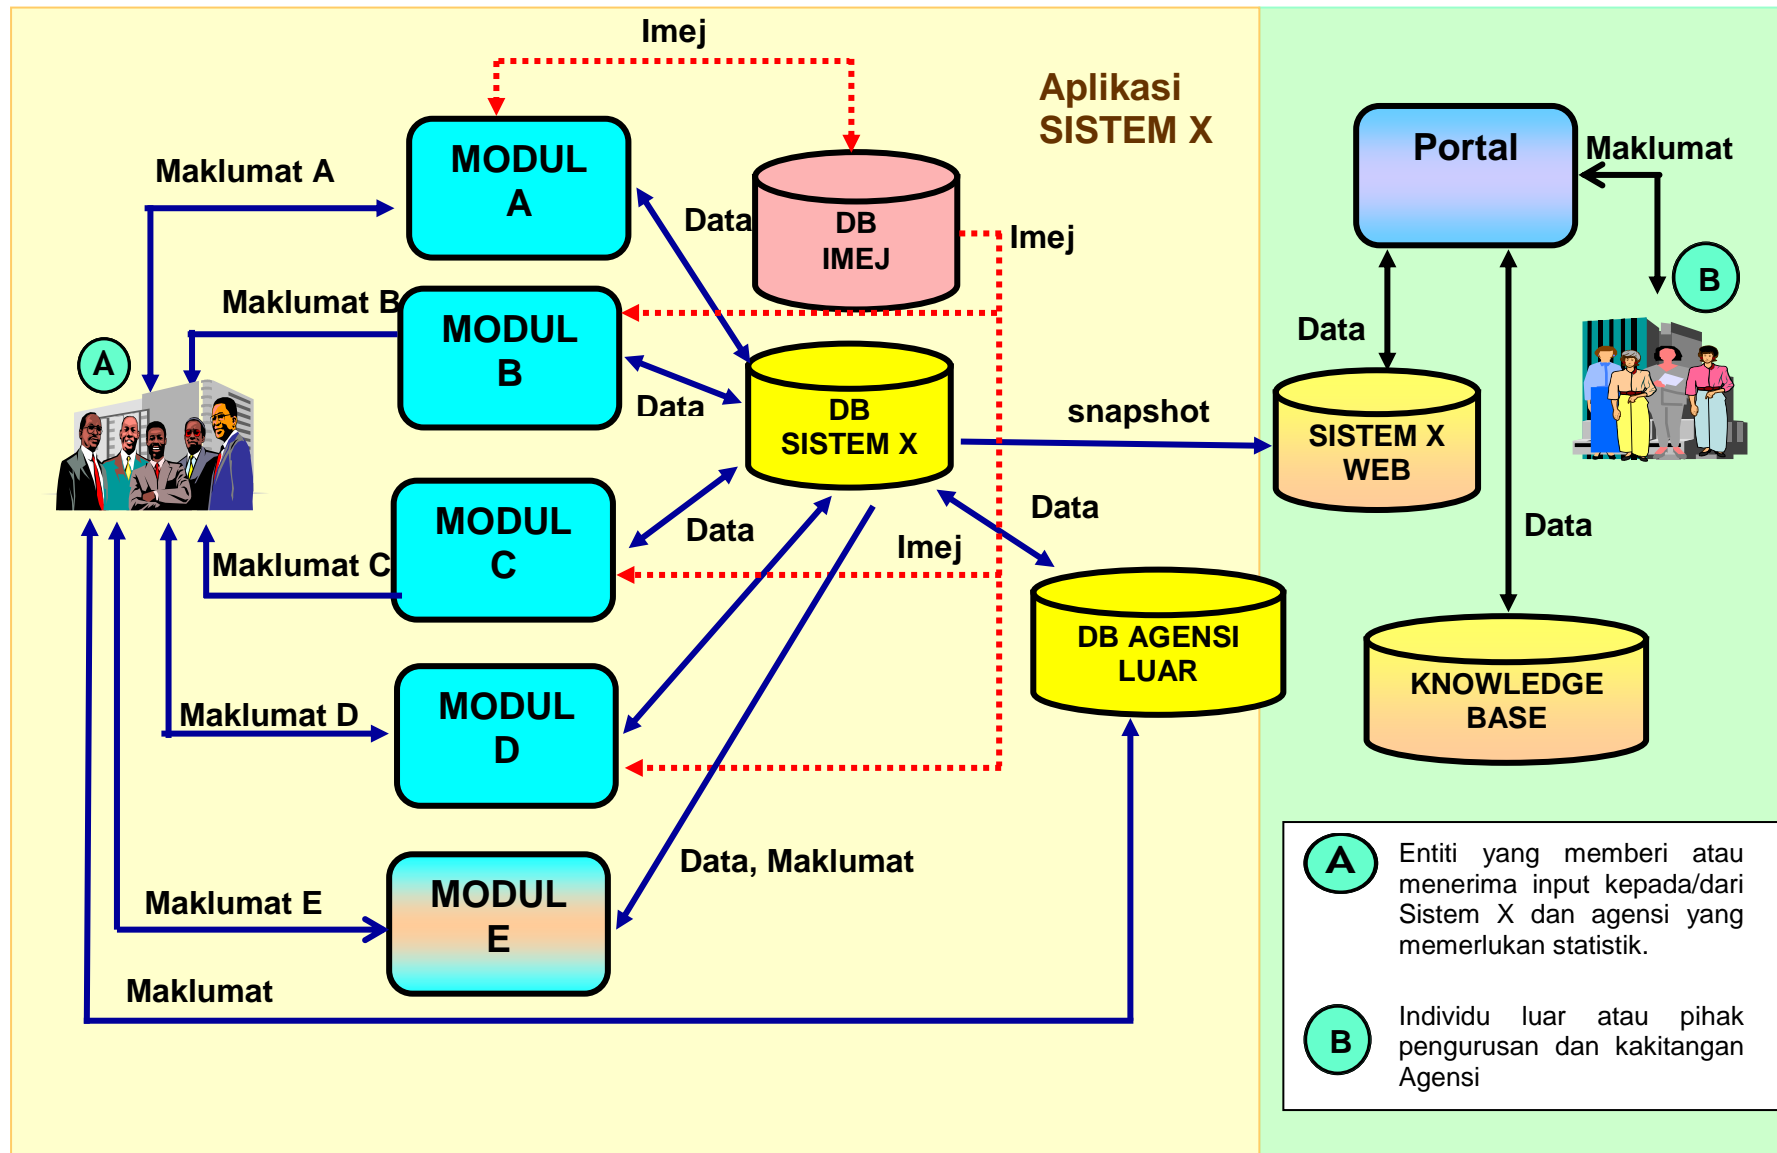 Imej
Aplikasi
SISTEM X
MODUL
A
Maklumat A
Data
DB
IMEJ
Imej
Portal
Maklumat
B
Maklumat B
MODUL
B
A
Data
DB
SISTEM X
snapshot
Data
SISTEM X
WEB
MODUL
C
Maklumat C
Data
Imej
Data
Data
DB AGENSI
LUAR
KNOWLEDGE
BASE
MODUL
D
Maklumat D
Data, Maklumat
MODUL
E
Maklumat E
Maklumat
A
Entiti yang memberi atau
menerima input kepada/dari
Sistem X dan agensi yang
memerlukan statistik.
B
Individu luar atau pihak
pengurusan dan kakitangan
Agensi